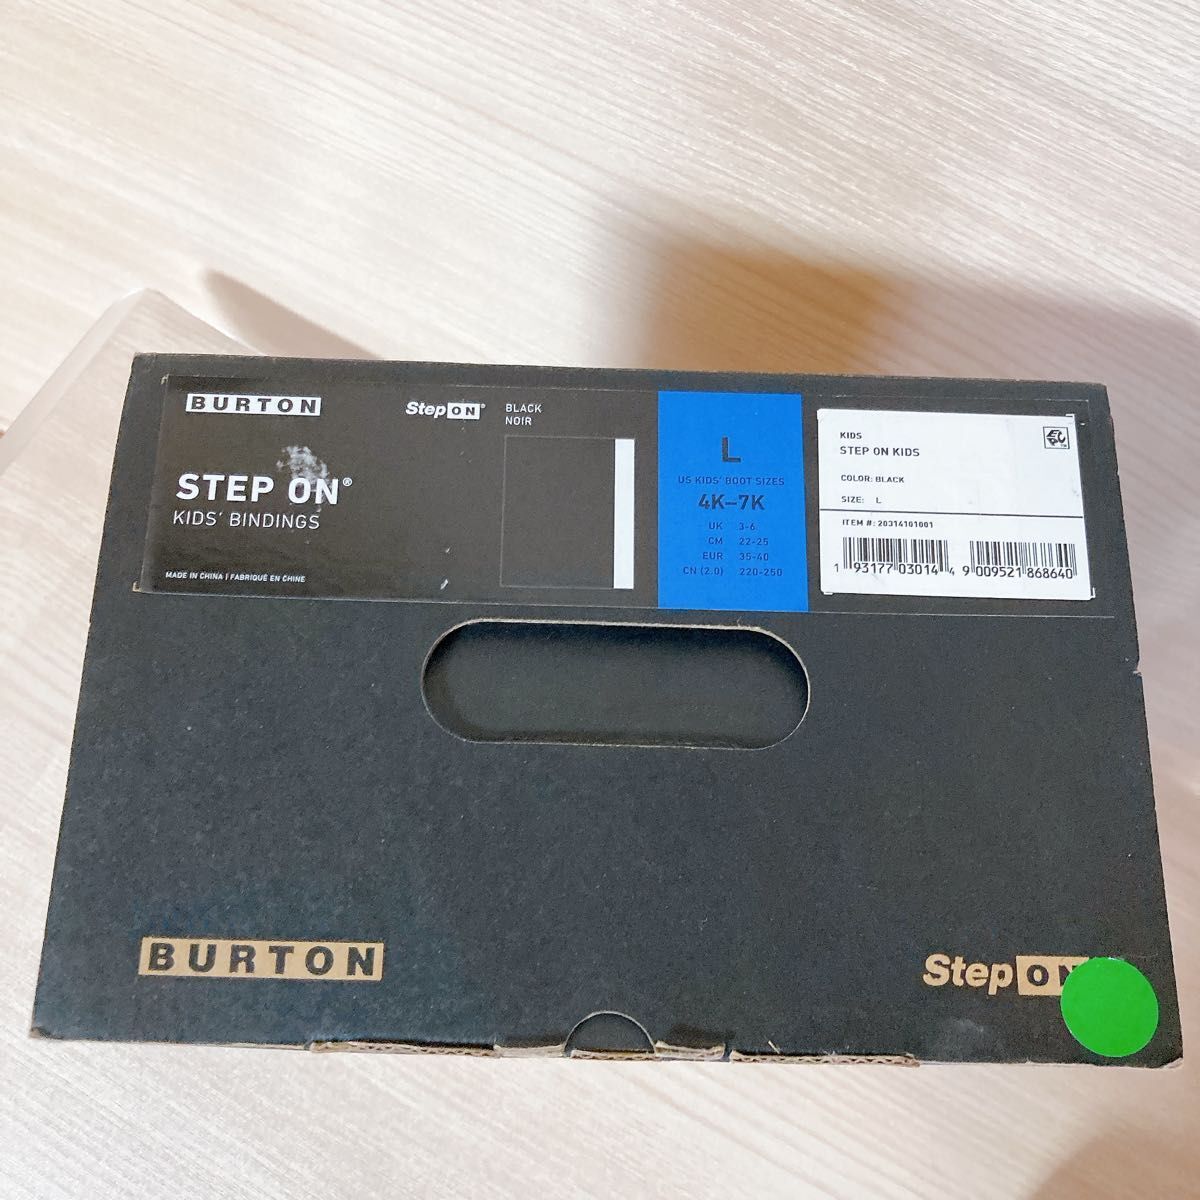 BURTON
StepON®
BLACK
NOIR
STEP ON®
KIDS' BINDINGS
MADE IN CHINA | FABRIQUÉ EN CHINE
L
US KIDS' BOOT SIZES
4K–7K
UK 3-6
CM 22-25
EUR 35-40
CN (2.0) 220-250
KIDS
STEP ON KIDS
COLOR: BLACK
SIZE: L
ITEM #: 20314101001
1 93177 03014 4 9 009521 868640
BURTON
Step ON